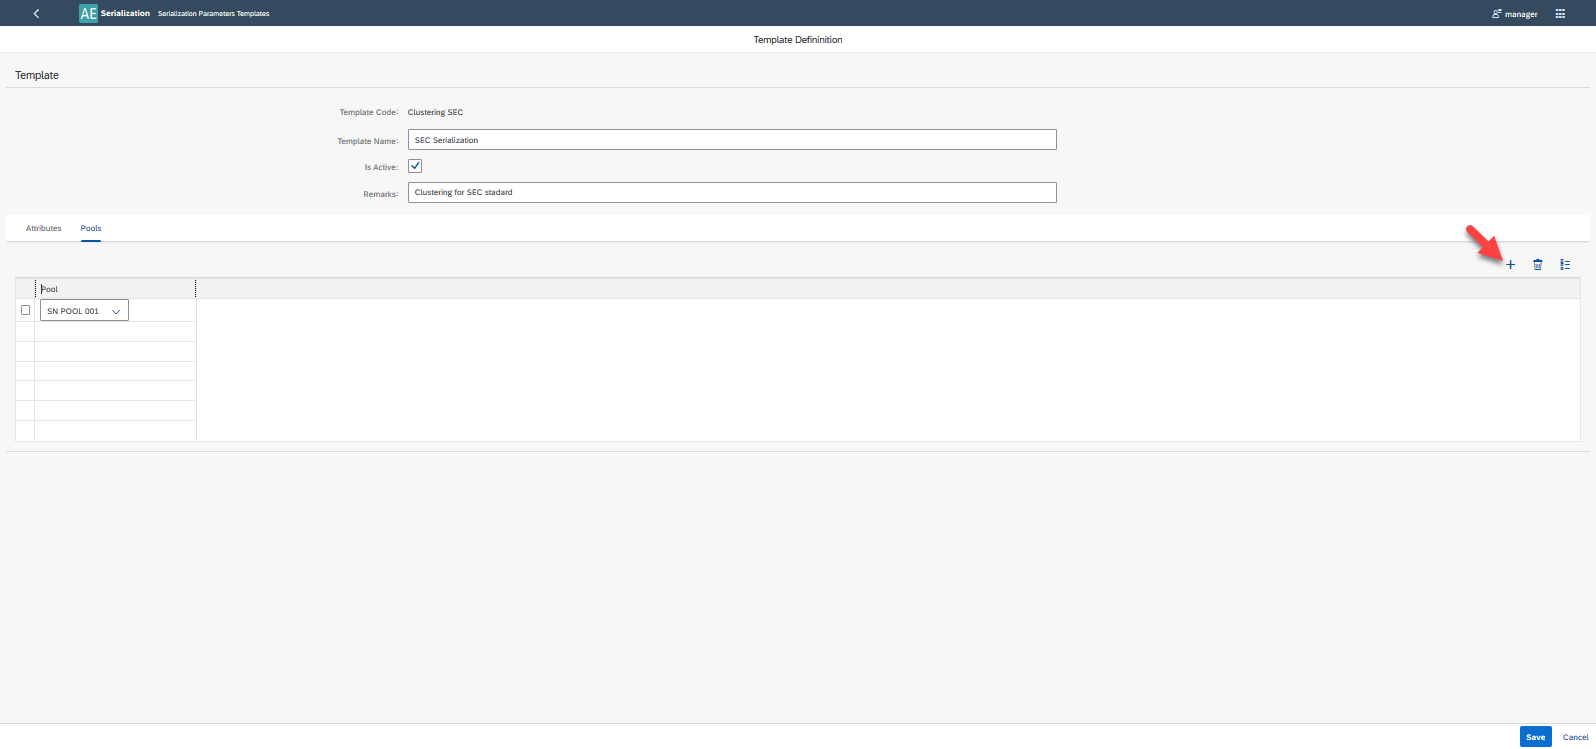 AE Serialization Serialization Parameters Templates manager
Template Defininition
Template
Template Code: Clustering SEC
Template Name: SEC Serialization
Is Active:
Remarks: Clustering for SEC stadard
Attributes Pools
Pool
SN POOL 001
Save Cancel